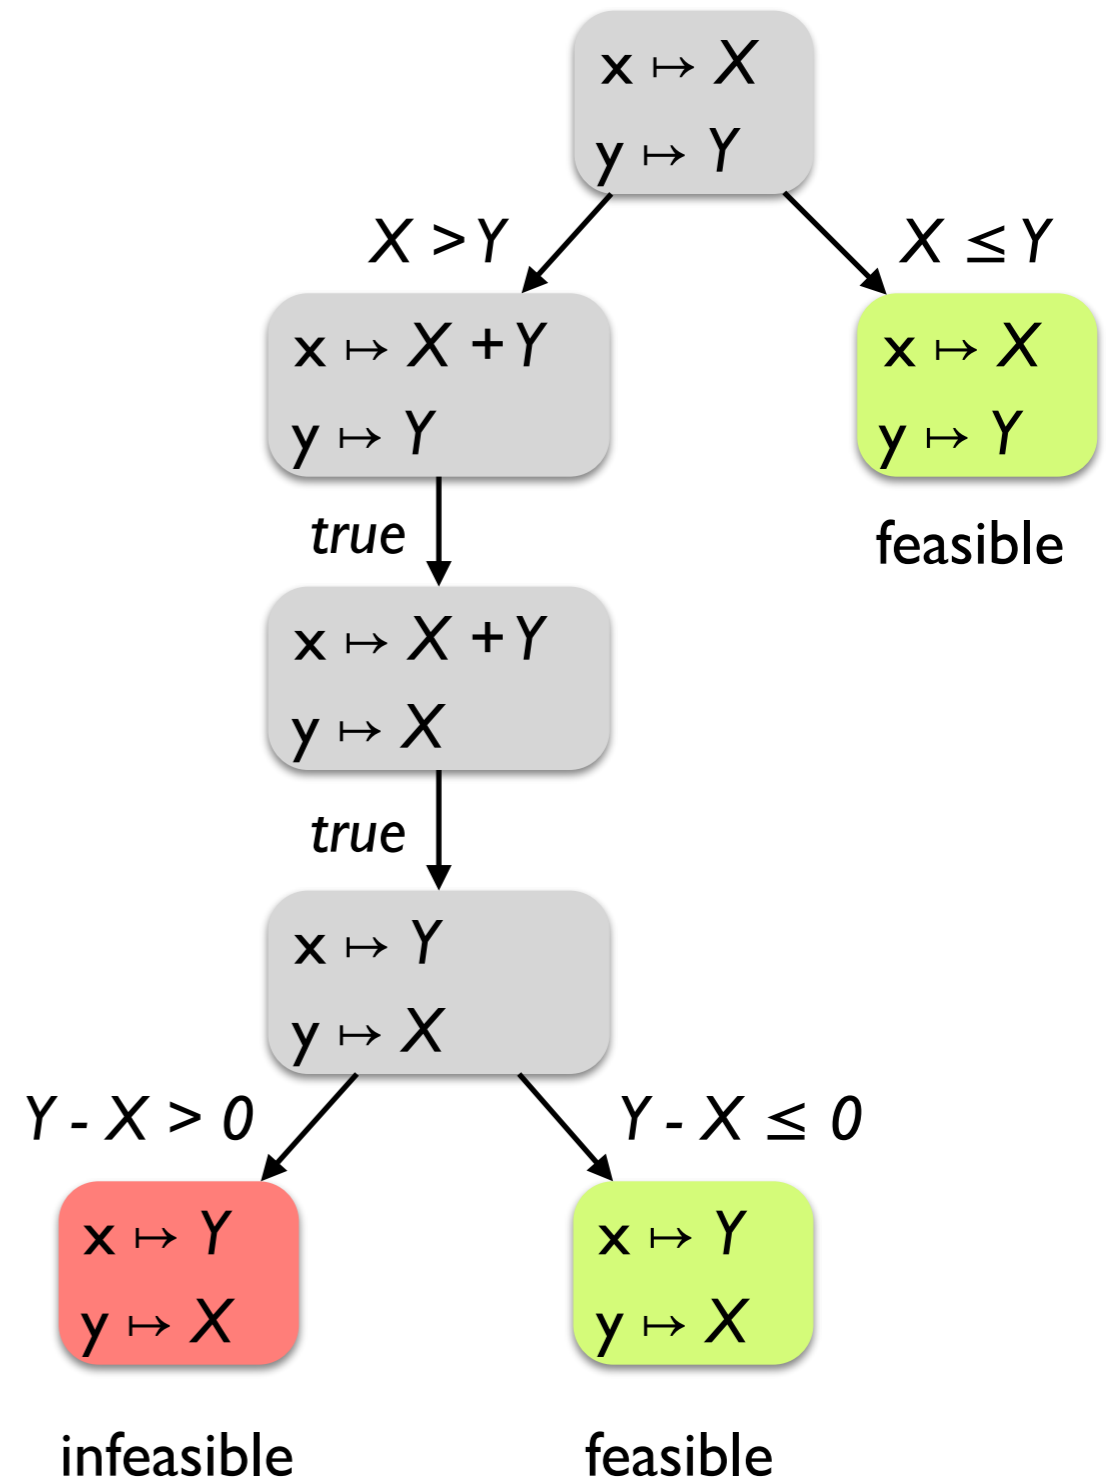 x ↦ X
y ↦ Y
X > Y
X ≤ Y
x ↦ X + Y
y ↦ Y
x ↦ X
y ↦ Y
feasible
true
x ↦ X + Y
y ↦ X
true
x ↦ Y
y ↦ X
Y - X > 0
Y - X ≤ 0
x ↦ Y
y ↦ X
x ↦ Y
y ↦ X
infeasible
feasible